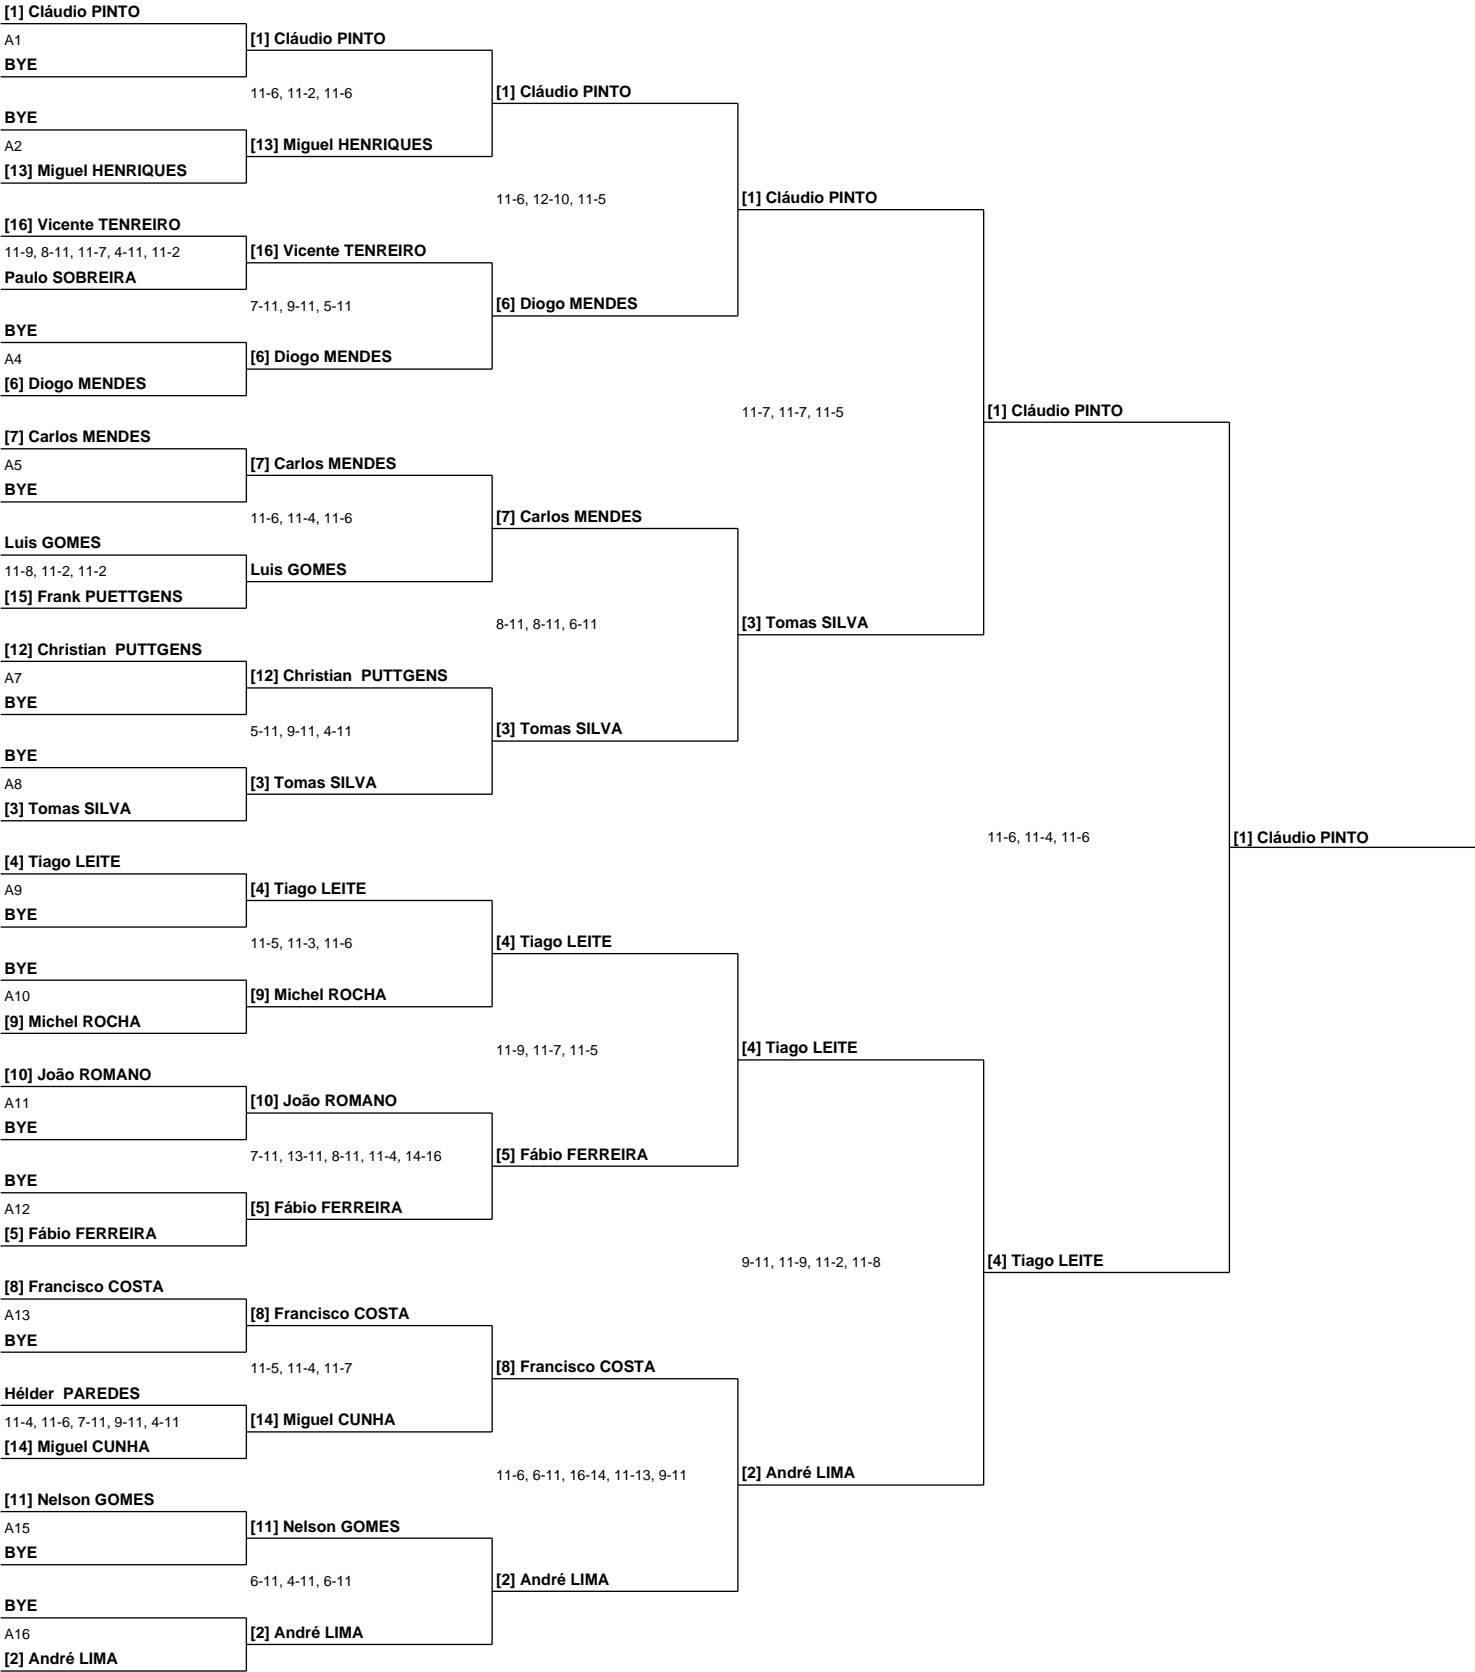 [1] Cláudio PINTO
A1
[1] Cláudio PINTO
BYE
11-6, 11-2, 11-6
[1] Cláudio PINTO
BYE
A2
[13] Miguel HENRIQUES
[13] Miguel HENRIQUES
11-6, 12-10, 11-5
[1] Cláudio PINTO
[16] Vicente TENREIRO
11-9, 8-11, 11-7, 4-11, 11-2
[16] Vicente TENREIRO
Paulo SOBREIRA
7-11, 9-11, 5-11
[6] Diogo MENDES
BYE
A4
[6] Diogo MENDES
[6] Diogo MENDES
11-7, 11-7, 11-5
[1] Cláudio PINTO
[7] Carlos MENDES
A5
[7] Carlos MENDES
BYE
11-6, 11-4, 11-6
[7] Carlos MENDES
Luis GOMES
11-8, 11-2, 11-2
Luis GOMES
[15] Frank PUETTGENS
8-11, 8-11, 6-11
[3] Tomas SILVA
[12] Christian  PUTTGENS
A7
[12] Christian  PUTTGENS
BYE
5-11, 9-11, 4-11
[3] Tomas SILVA
BYE
A8
[3] Tomas SILVA
[3] Tomas SILVA
11-6, 11-4, 11-6
[1] Cláudio PINTO
[4] Tiago LEITE
A9
[4] Tiago LEITE
BYE
11-5, 11-3, 11-6
[4] Tiago LEITE
BYE
A10
[9] Michel ROCHA
[9] Michel ROCHA
11-9, 11-7, 11-5
[4] Tiago LEITE
[10] João ROMANO
A11
[10] João ROMANO
BYE
7-11, 13-11, 8-11, 11-4, 14-16
[5] Fábio FERREIRA
BYE
A12
[5] Fábio FERREIRA
[5] Fábio FERREIRA
9-11, 11-9, 11-2, 11-8
[4] Tiago LEITE
[8] Francisco COSTA
A13
[8] Francisco COSTA
BYE
11-5, 11-4, 11-7
[8] Francisco COSTA
Hélder  PAREDES
11-4, 11-6, 7-11, 9-11, 4-11
[14] Miguel CUNHA
[14] Miguel CUNHA
11-6, 6-11, 16-14, 11-13, 9-11
[2] André LIMA
[11] Nelson GOMES
A15
[11] Nelson GOMES
BYE
6-11, 4-11, 6-11
[2] André LIMA
BYE
A16
[2] André LIMA
[2] André LIMA